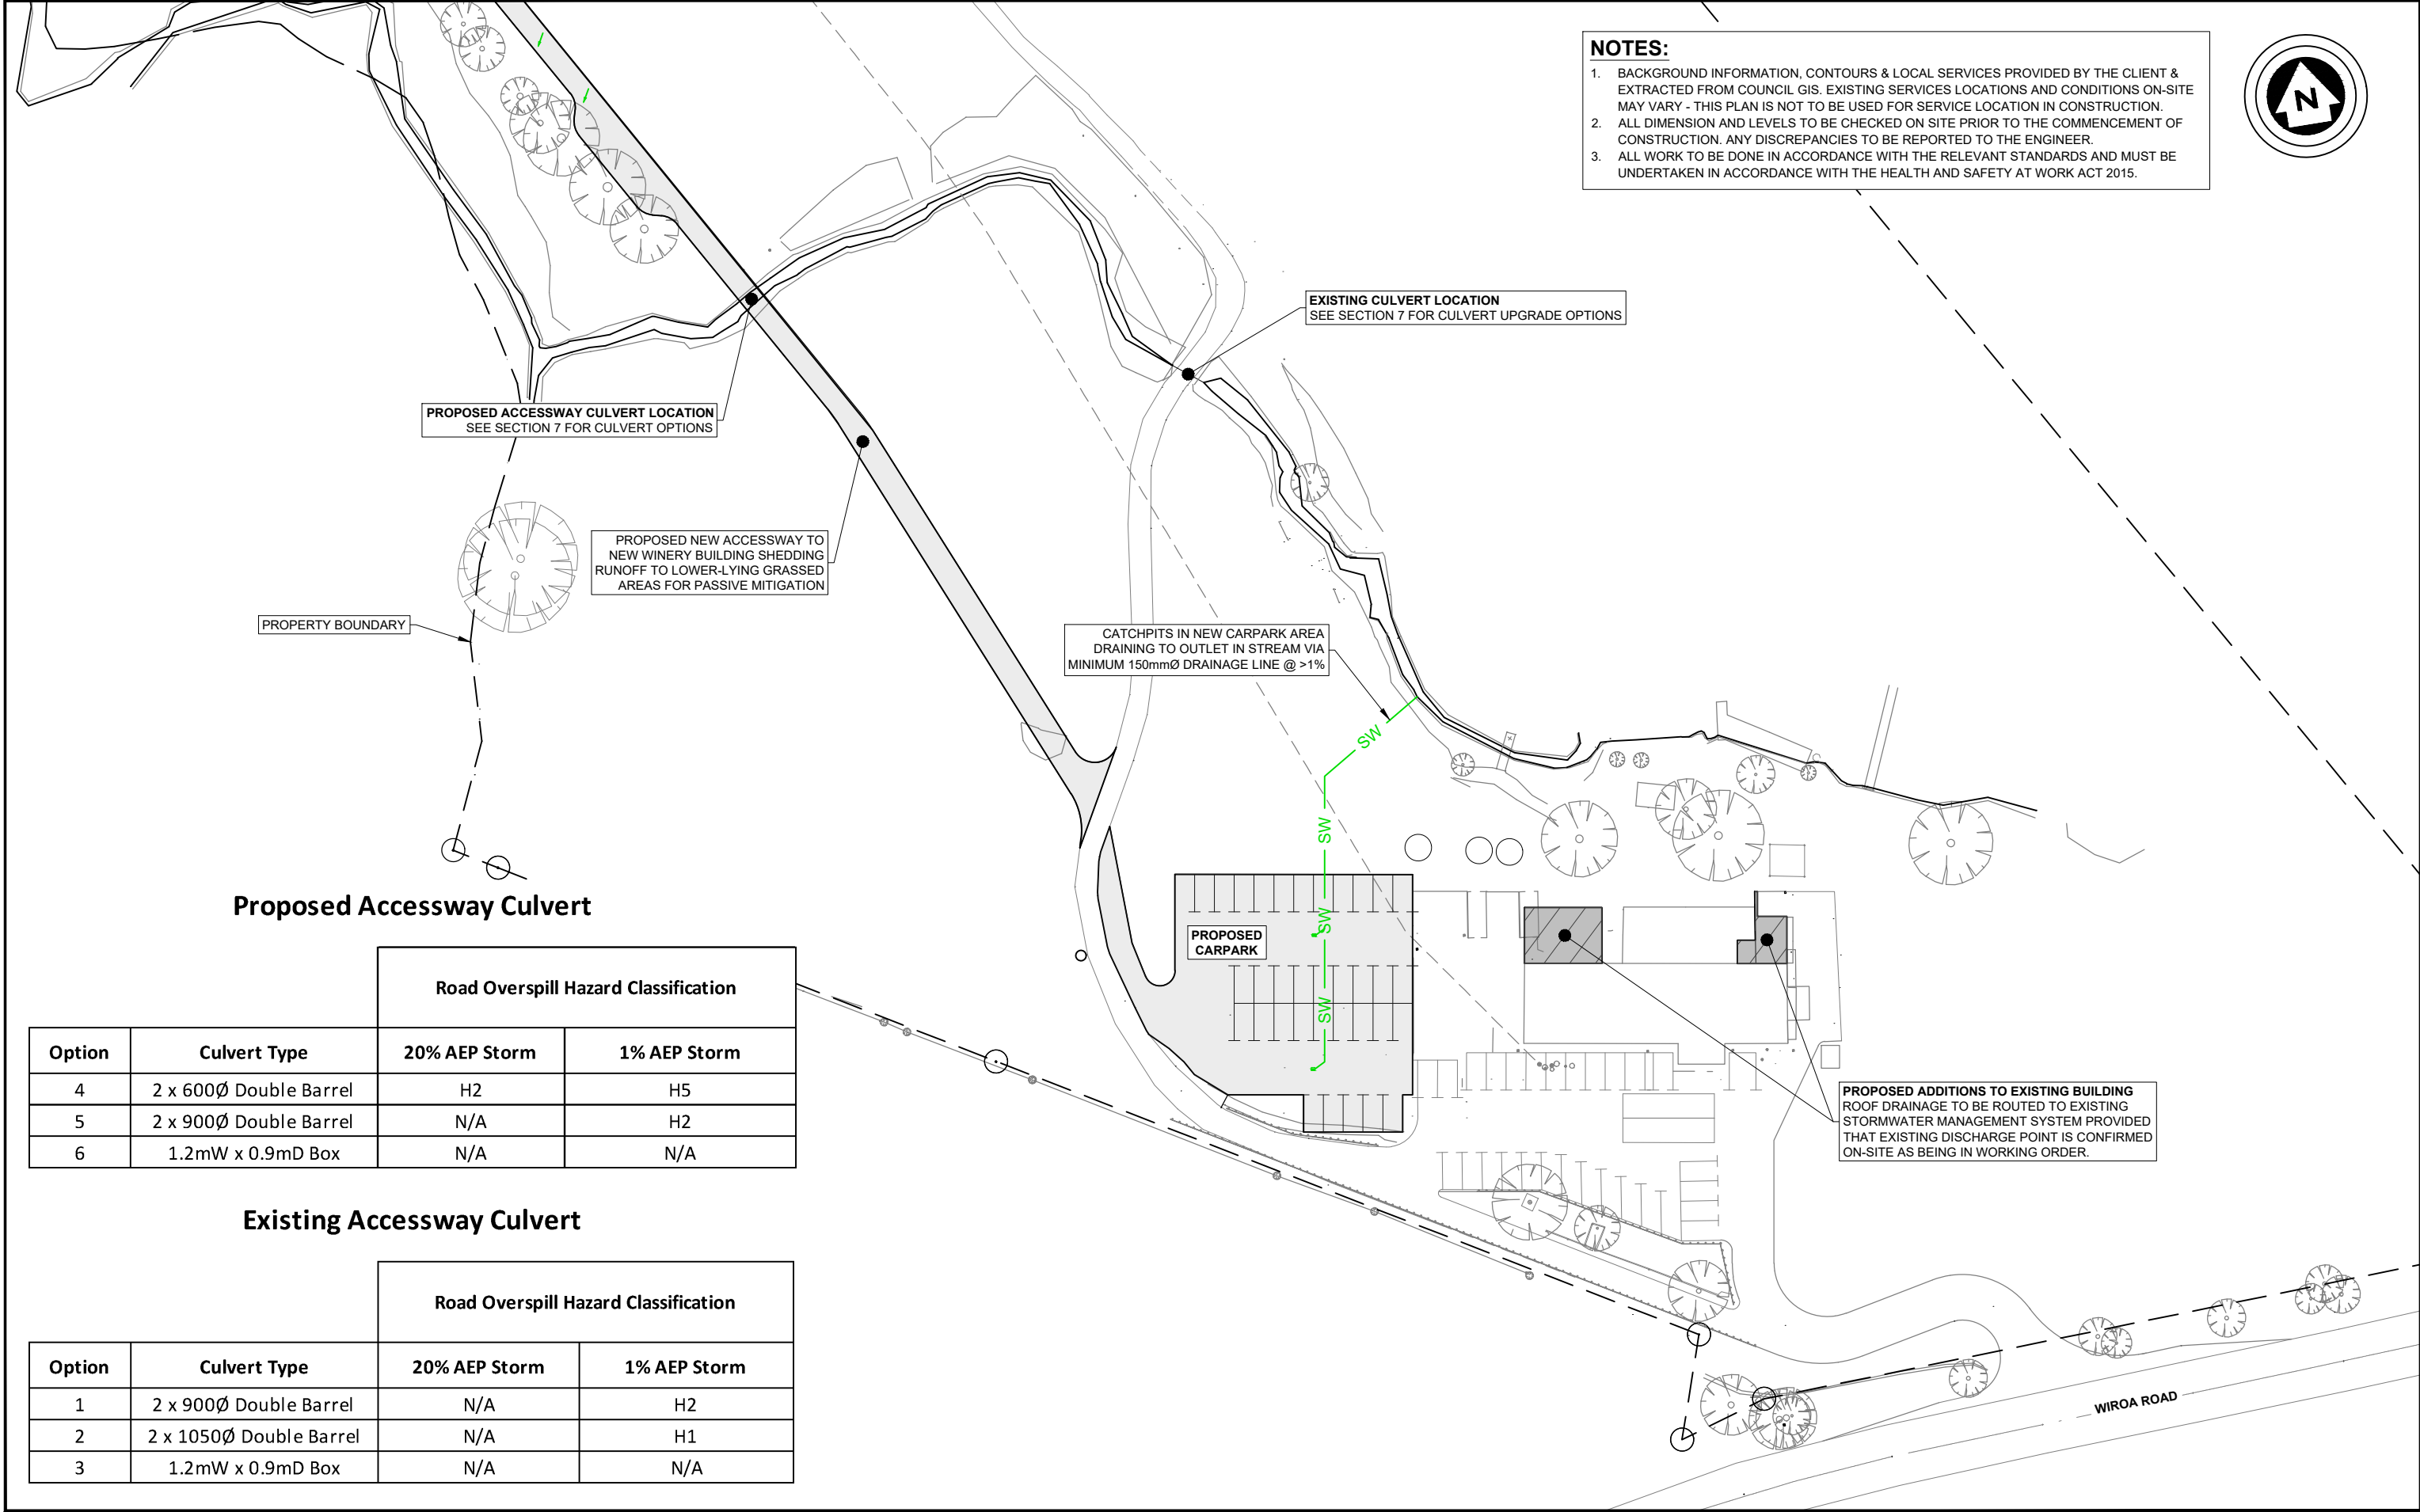 NOTES:
1. BACKGROUND INFORMATION, CONTOURS & LOCAL SERVICES PROVIDED BY THE CLIENT &
EXTRACTED FROM COUNCIL GIS. EXISTING SERVICES LOCATIONS AND CONDITIONS ON-SITE
MAY VARY - THIS PLAN IS NOT TO BE USED FOR SERVICE LOCATION IN CONSTRUCTION.
2. ALL DIMENSION AND LEVELS TO BE CHECKED ON SITE PRIOR TO THE COMMENCEMENT OF
CONSTRUCTION. ANY DISCREPANCIES TO BE REPORTED TO THE ENGINEER.
3. ALL WORK TO BE DONE IN ACCORDANCE WITH THE RELEVANT STANDARDS AND MUST BE
UNDERTAKEN IN ACCORDANCE WITH THE HEALTH AND SAFETY AT WORK ACT 2015.
N
EXISTING CULVERT LOCATION
SEE SECTION 7 FOR CULVERT UPGRADE OPTIONS
PROPOSED ACCESSWAY CULVERT LOCATION
SEE SECTION 7 FOR CULVERT OPTIONS
PROPOSED NEW ACCESSWAY TO
NEW WINERY BUILDING SHEDDING
RUNOFF TO LOWER-LYING GRASSED
AREAS FOR PASSIVE MITIGATION
PROPERTY BOUNDARY
CATCHPITS IN NEW CARPARK AREA
DRAINING TO OUTLET IN STREAM VIA
MINIMUM 150mmØ DRAINAGE LINE @ >1%
SW
SW
SW
SW
PROPOSED
CARPARK
PROPOSED ADDITIONS TO EXISTING BUILDING
ROOF DRAINAGE TO BE ROUTED TO EXISTING
STORMWATER MANAGEMENT SYSTEM PROVIDED
THAT EXISTING DISCHARGE POINT IS CONFIRMED
ON-SITE AS BEING IN WORKING ORDER.
WIROA ROAD
Proposed Accessway Culvert
Road Overspill Hazard Classification
Option Culvert Type 20% AEP Storm 1% AEP Storm
4 2 x 600Ø Double Barrel H2 H5
5 2 x 900Ø Double Barrel N/A H2
6 1.2mW x 0.9mD Box N/A N/A
Existing Accessway Culvert
Road Overspill Hazard Classification
Option Culvert Type 20% AEP Storm 1% AEP Storm
1 2 x 900Ø Double Barrel N/A H2
2 2 x 1050Ø Double Barrel N/A H1
3 1.2mW x 0.9mD Box N/A N/A